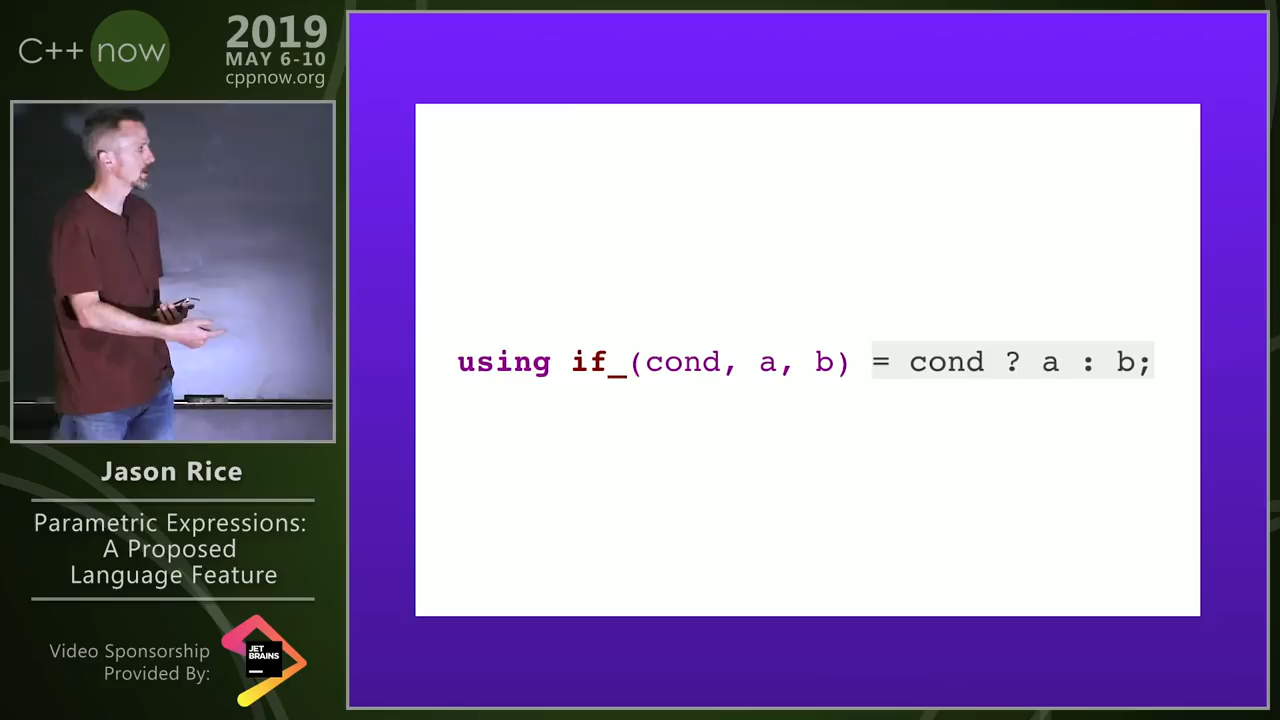 C++ now
2019
MAY 6-10
cppnow.org
using if_(cond, a, b) = cond ? a : b;
Jason Rice
Parametric Expressions:
A Proposed
Language Feature
Video Sponsorship
Provided By:
JET
BRAINS